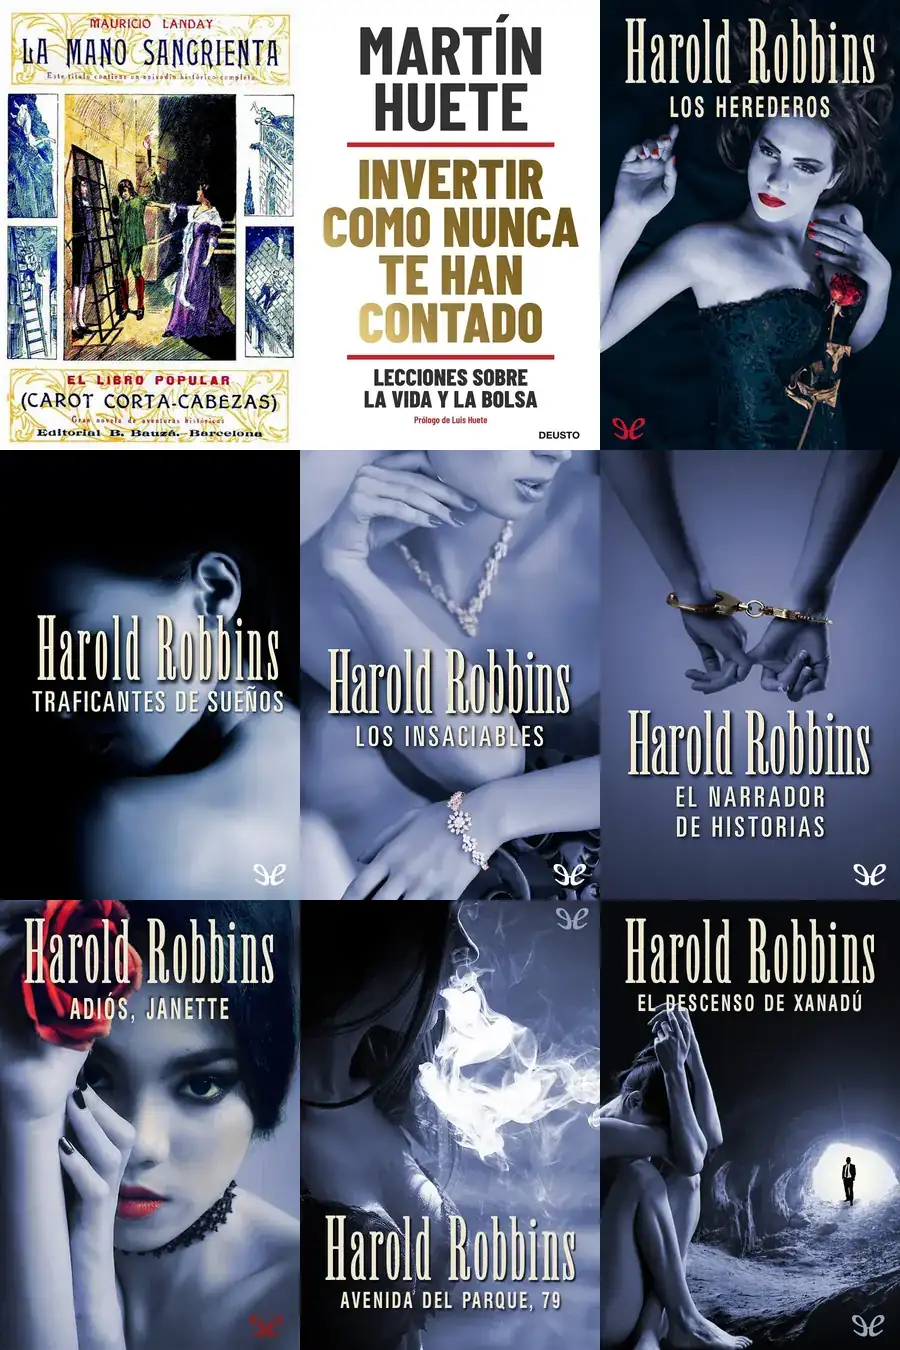 MAURICIO LANDAY
LA MANO SANGRIENTA
Este título contiene un episodio histórico completo
EL LIBRO POPULAR
(CAROT CORTA-CABEZAS)
Gran novela de aventuras históricas
Editorial B. Bauzá.-Barcelona
MARTÍN
HUETE
INVERTIR
COMO NUNCA
TE HAN
CONTADO
LECCIONES SOBRE
LA VIDA Y LA BOLSA
Prólogo de Luis Huete
DEUSTO
Harold Robbins
LOS HEREDEROS
Harold Robbins
TRAFICANTES DE SUEÑOS
Harold Robbins
LOS INSACIABLES
Harold Robbins
EL NARRADOR
DE HISTORIAS
Harold Robbins
ADIÓS, JANETTE
Harold Robbins
AVENIDA DEL PARQUE, 79
Harold Robbins
EL DESCENSO DE XANADÚ